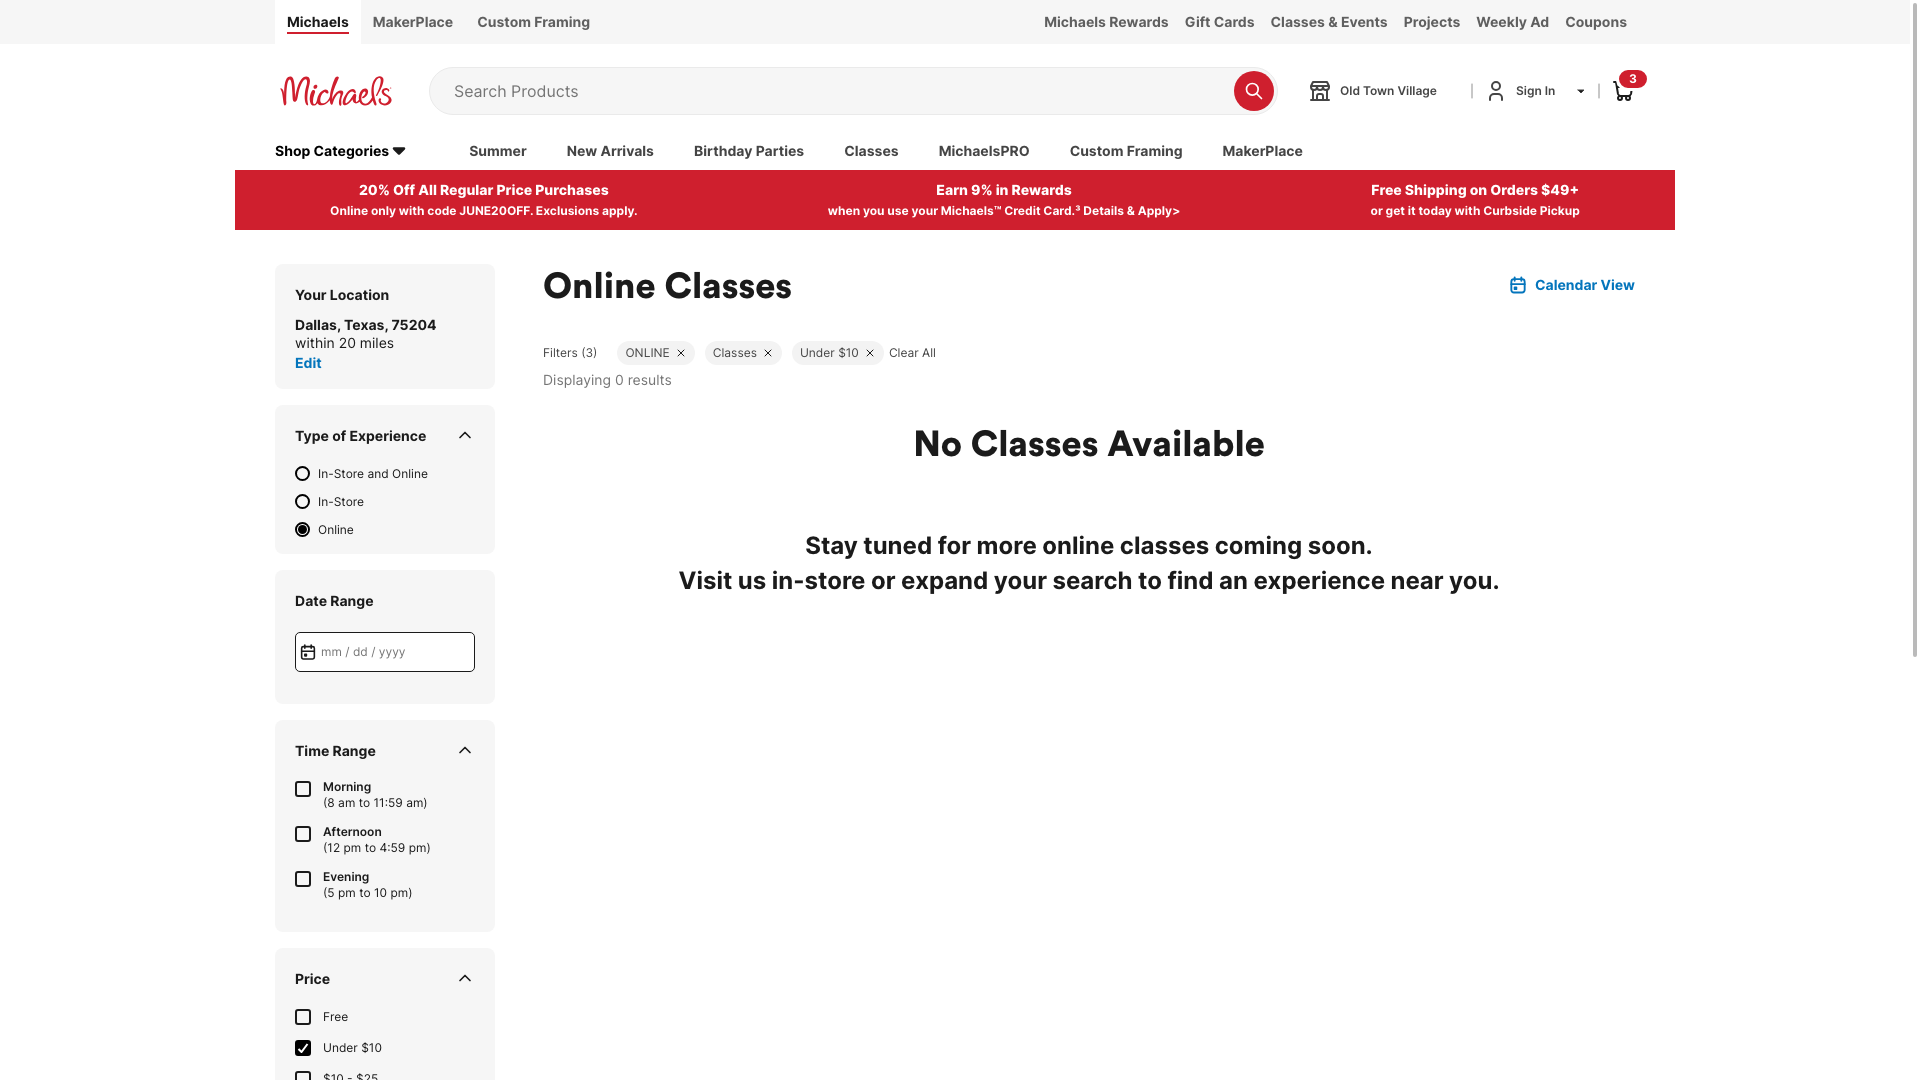 Michaels
MakerPlace
Custom Framing
Michaels Rewards
Gift Cards
Classes & Events
Projects
Weekly Ad
Coupons
Michaels
Search Products
Old Town Village
Sign In
3
Shop Categories
Summer
New Arrivals
Birthday Parties
Classes
MichaelsPRO
Custom Framing
MakerPlace
20% Off All Regular Price Purchases
Online only with code JUNE20OFF. Exclusions apply.
Earn 9% in Rewards
when you use your Michaels™ Credit Card.³ Details & Apply>
Free Shipping on Orders $49+
or get it today with Curbside Pickup
Your Location
Dallas, Texas, 75204
within 20 miles
Edit
Type of Experience
In-Store and Online
In-Store
Online
Date Range
mm / dd / yyyy
Time Range
Morning
(8 am to 11:59 am)
Afternoon
(12 pm to 4:59 pm)
Evening
(5 pm to 10 pm)
Price
Free
Under $10
$10 - $25
Online Classes
Calendar View
Filters (3)
ONLINE
Classes
Under $10
Clear All
Displaying 0 results
No Classes Available
Stay tuned for more online classes coming soon.
Visit us in-store or expand your search to find an experience near you.